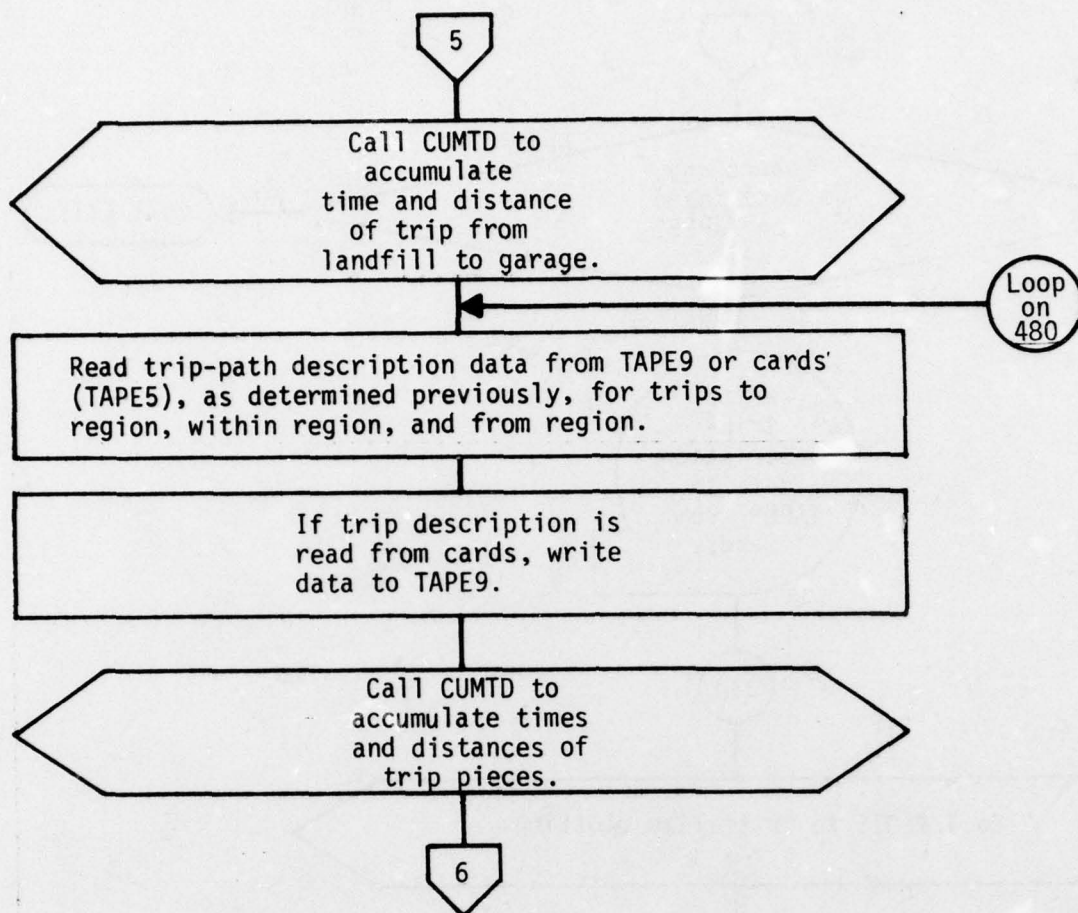 5
Call CUMTD to
accumulate
time and distance
of trip from
landfill to garage.
Loop
on
480
Read trip-path description data from TAPE9 or cards
(TAPE5), as determined previously, for trips to
region, within region, and from region.
If trip description is
read from cards, write
data to TAPE9.
Call CUMTD to
accumulate times
and distances of
trip pieces.
6